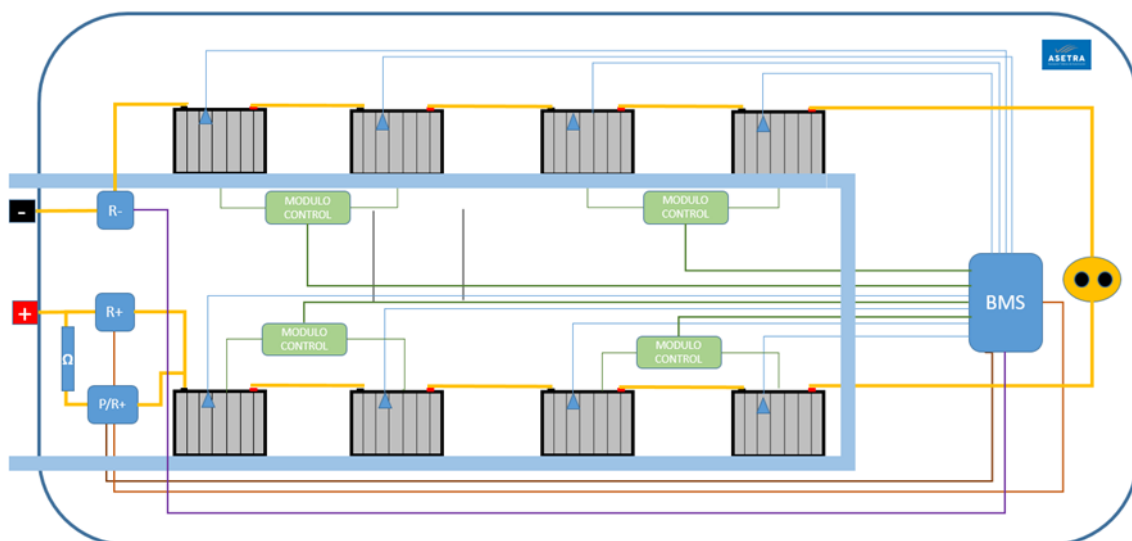 ASETRA
MODULO
CONTROL
MODULO
CONTROL
-
R-
BMS
+
R+
MODULO
CONTROL
MODULO
CONTROL
Ω
P/R+